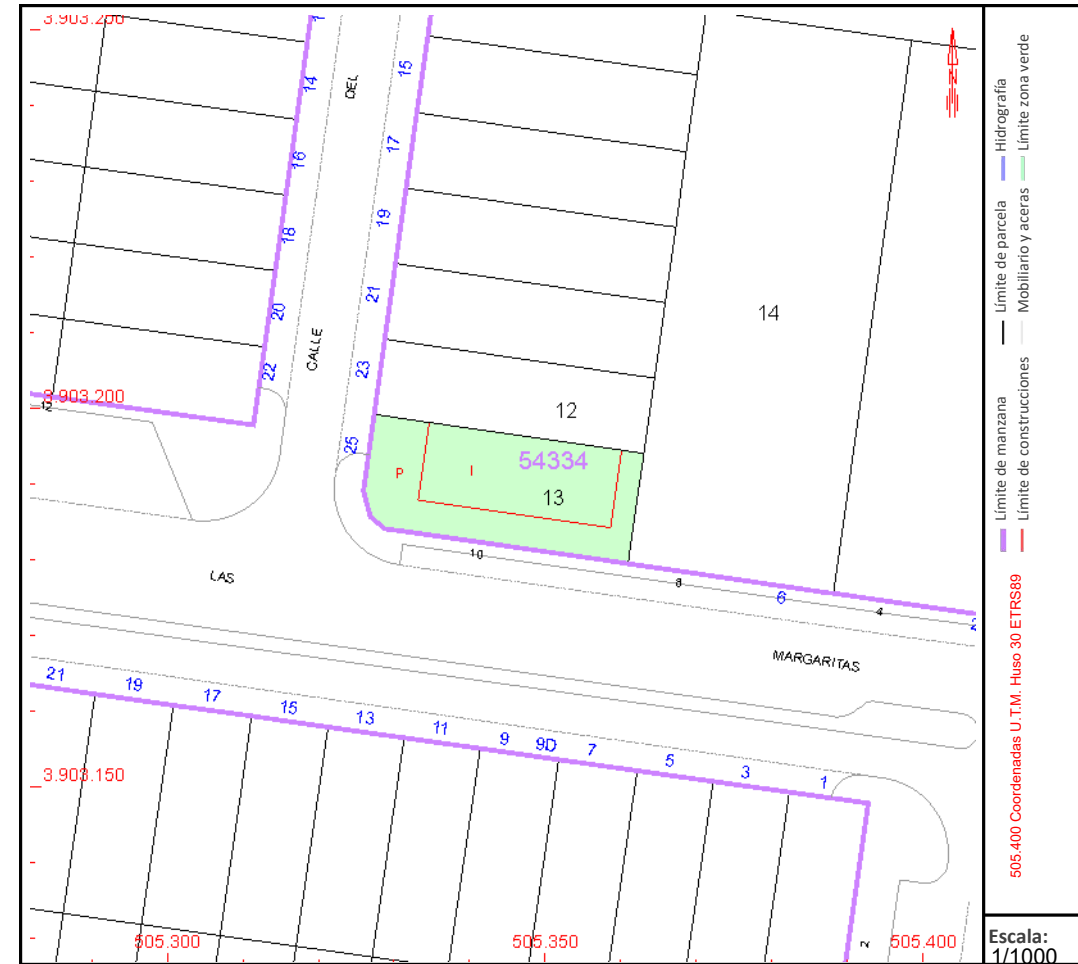 3.903.200
14
16
18
20
22
DEL
CALLE
15
17
19
21
23
25
14
12
54334
P
I
13
3.903.200
12
10
8
6
4
2
LAS
MARGARITAS
21
19
17
15
13
11
9
9D
7
5
3
1
3.903.150
505.300
505.350
505.400
2
N
Límite de manzana
Límite de parcela
Hidrografía
Límite de construcciones
Mobiliario y aceras
Límite zona verde
505.400 Coordenadas U.T.M. Huso 30 ETRS89
Escala:
1/1000